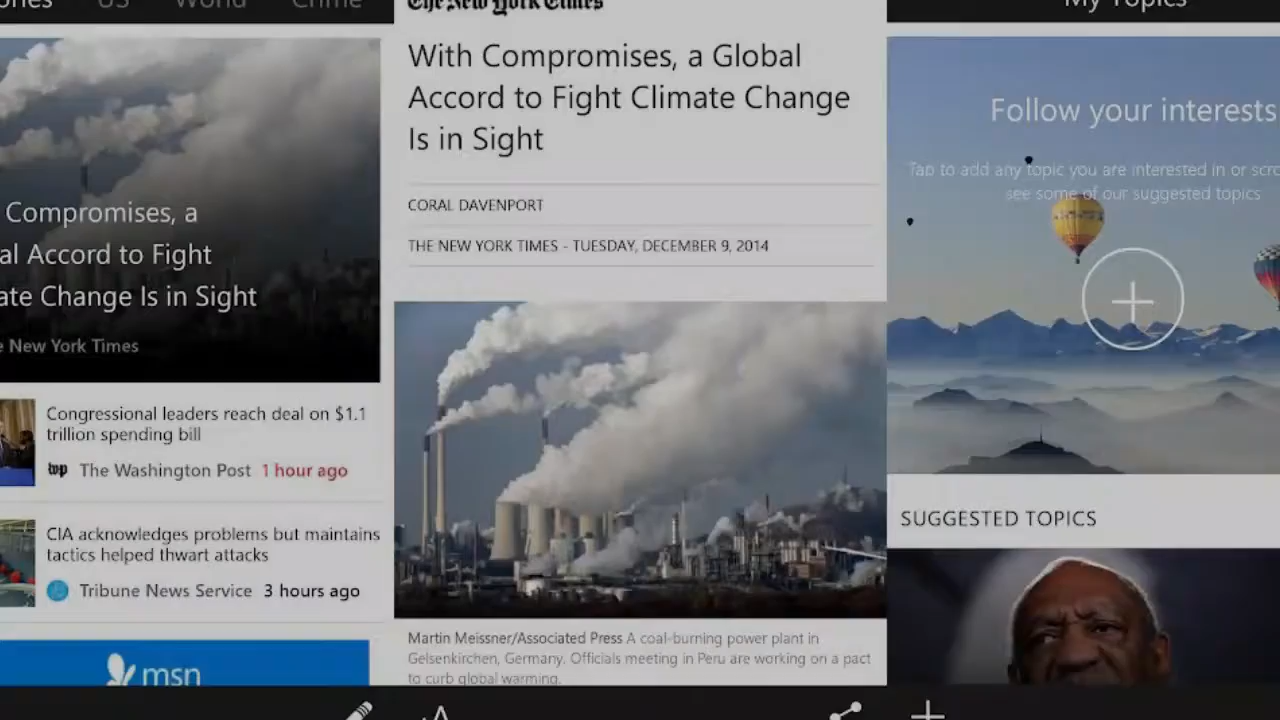 US World Crime
Compromises, a
Accord to Fight
Change Is in Sight
New York Times
Congressional leaders reach deal on $1.1
trillion spending bill
wp The Washington Post 1 hour ago
CIA acknowledges problems but maintains
tactics helped thwart attacks
Tribune News Service 3 hours ago
msn
The New York Times
With Compromises, a Global
Accord to Fight Climate Change
Is in Sight
CORAL DAVENPORT
THE NEW YORK TIMES - TUESDAY, DECEMBER 9, 2014
Martin Meissner/Associated Press A coal-burning power plant in
Gelsenkirchen, Germany. Officials meeting in Peru are working on a pact
to curb global warming.
My Topics
Follow your interests
Tap to add any topic you are interested in or
see some of our suggested topics
SUGGESTED TOPICS